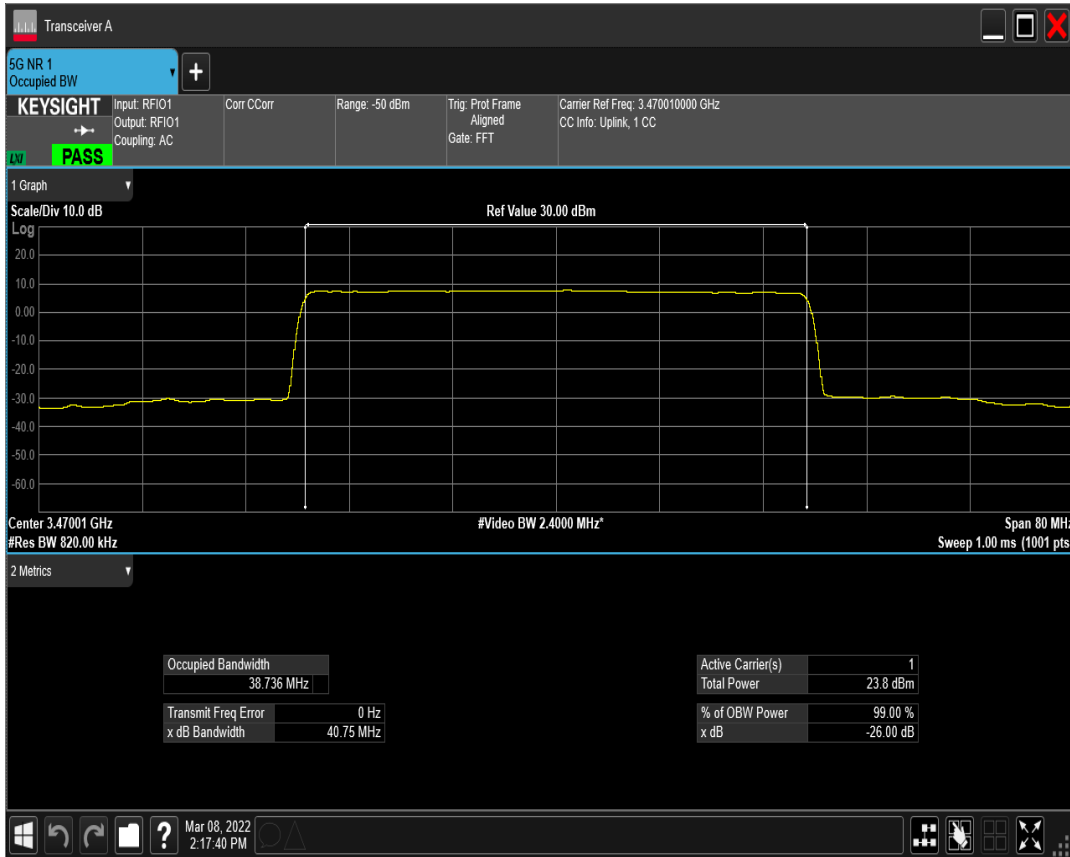 Transceiver A
5G NR 1
Occupied BW
KEYSIGHT
LXI
PASS
Input: RFIO1
Output: RFIO1
Coupling: AC
Corr CCorr
Range: -50 dBm
Trig: Prot Frame
Aligned
Gate: FFT
Carrier Ref Freq: 3.470010000 GHz
CC Info: Uplink, 1 CC
1 Graph
Scale/Div 10.0 dB
Ref Value 30.00 dBm
Log
20.0
10.0
0.00
-10.0
-20.0
-30.0
-40.0
-50.0
-60.0
Center 3.47001 GHz
#Video BW 2.4000 MHz*
Span 80 MHz
#Res BW 820.00 kHz
Sweep 1.00 ms (1001 pts
2 Metrics
Occupied Bandwidth
38.736 MHz
Transmit Freq Error 0 Hz
x dB Bandwidth 40.75 MHz
Active Carrier(s) 1
Total Power 23.8 dBm
% of OBW Power 99.00 %
x dB -26.00 dB
Mar 08, 2022
2:17:40 PM